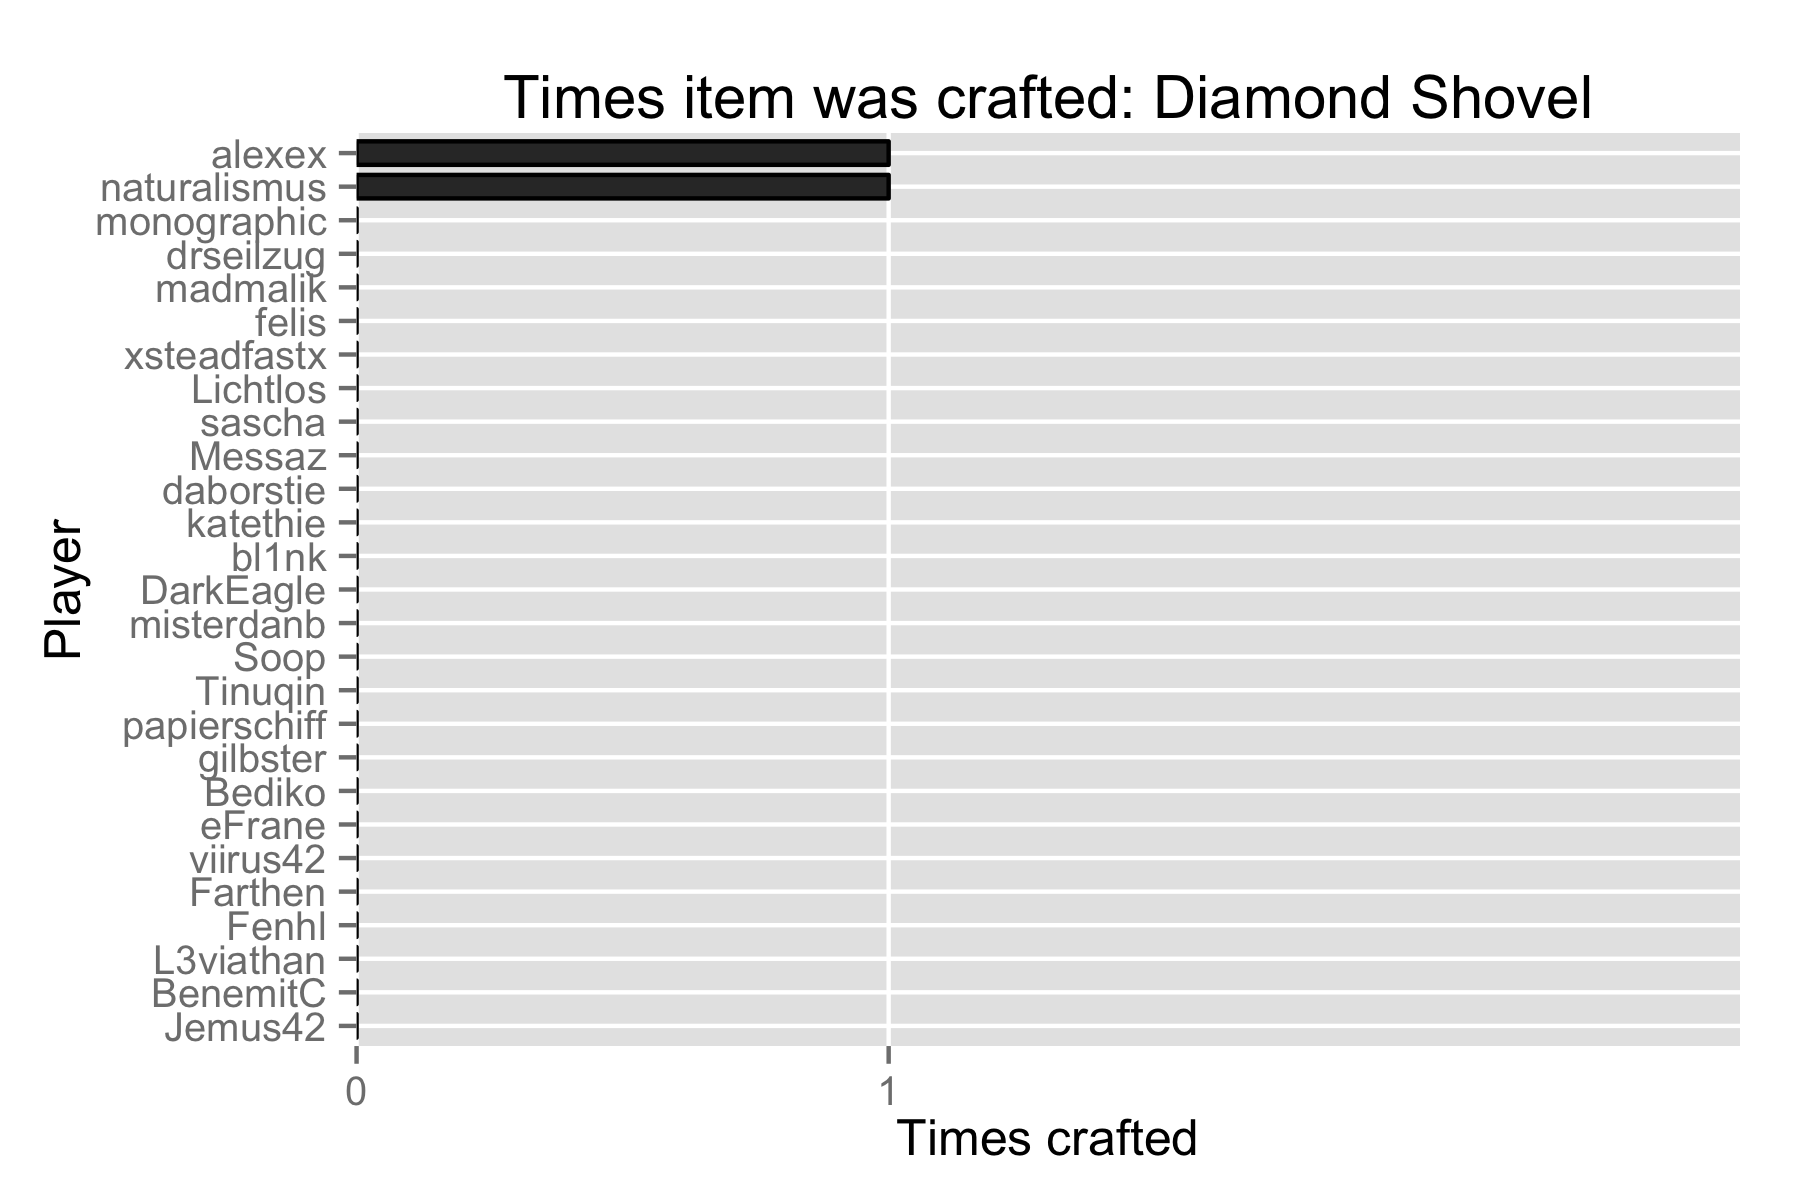 Times item was crafted: Diamond Shovel
alexex
naturalismus
monographic
drseilzug
madmalik
felis
xsteadfastx
Lichtlos
sascha
Messaz
daborstie
katethie
bl1nk
DarkEagle
misterdanb
Soop
Tinuqin
papierschiff
gilbster
Bediko
eFrane
viirus42
Farthen
Fenhl
L3viathan
BenemitC
Jemus42
Player
0 1
Times crafted